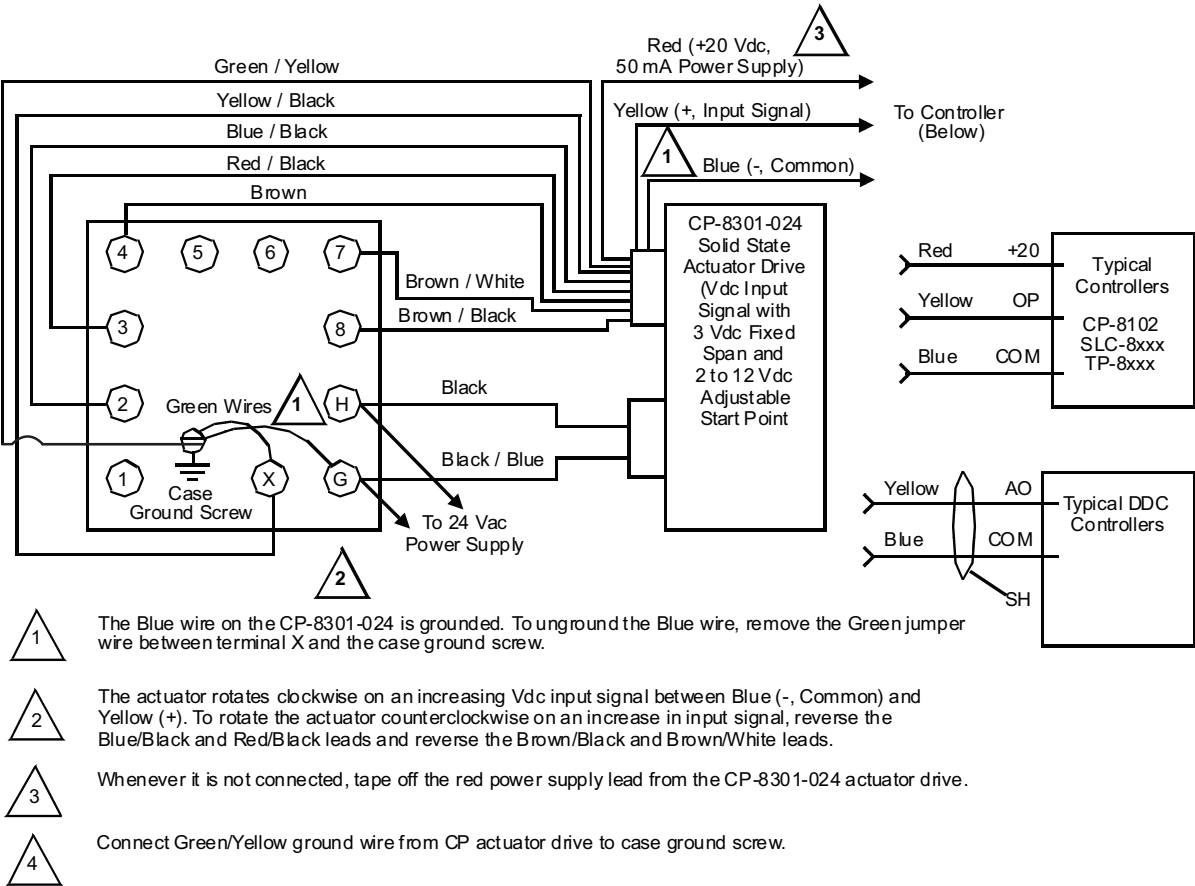 Red (+20 Vdc,
50 mA Power Supply)
3
Green / Yellow
Yellow / Black
Yellow (+, Input Signal)
To Controller
(Below)
Blue / Black
1
Red / Black
Blue (-, Common)
Brown
4
5
6
7
Brown / White
CP-8301-024
Solid State
Actuator Drive
(Vdc Input
Signal with
3 Vdc Fixed
Span and
2 to 12 Vdc
Adjustable
Start Point
Red
+20
Yellow
OP
Blue
COM
Typical
Controllers
CP-8102
SLC-8xxx
TP-8xxx
3
8
Brown / Black
2
Green Wires
1
H
Black
1
X
G
Black / Blue
Case
Ground Screw
To 24 Vac
Power Supply
2
Yellow
AO
Blue
COM
SH
Typical DDC
Controllers
1
The Blue wire on the CP-8301-024 is grounded. To unground the Blue wire, remove the Green jumper
wire between terminal X and the case ground screw.
2
The actuator rotates clockwise on an increasing Vdc input signal between Blue (-, Common) and
Yellow (+). To rotate the actuator counterclockwise on an increase in input signal, reverse the
Blue/Black and Red/Black leads and reverse the Brown/Black and Brown/White leads.
3
Whenever it is not connected, tape off the red power supply lead from the CP-8301-024 actuator drive.
4
Connect Green/Yellow ground wire from CP actuator drive to case ground screw.